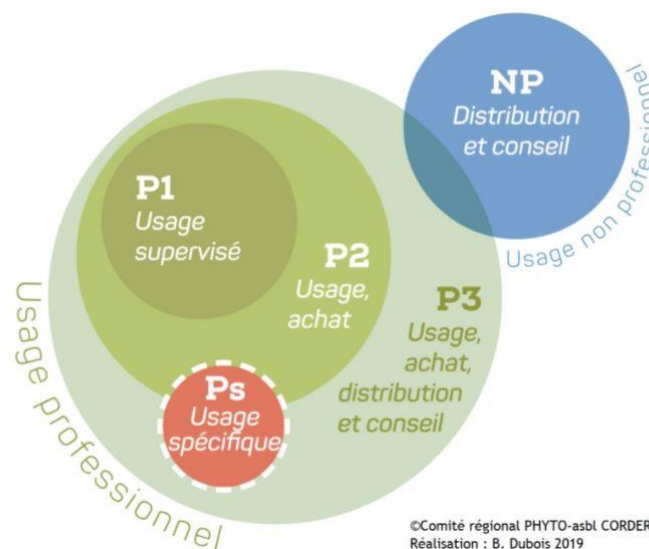 NP
Distribution
et conseil
Usage non professionnel
P1
Usage
supervisé
P2
Usage,
achat
P3
Usage,
achat,
distribution
et conseil
Ps
Usage
spécifique
Usage professionnel
©Comité régional PHYTO-asbl CORDER
Réalisation : B. Dubois 2019